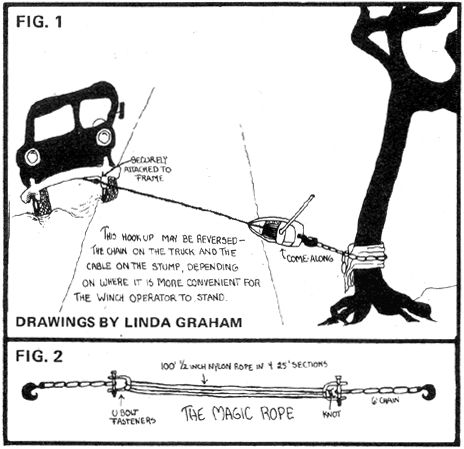 FIG. 1
SECURELY
ATTACHED TO
FRAME
COME-ALONG
THIS HOOKUP MAY BE REVERSED—
THE CHAIN ON THE TRUCK AND THE
CABLE ON THE STUMP, DEPENDING
ON WHERE IT IS MORE CONVENIENT FOR
THE WINCH OPERATOR TO STAND.
DRAWINGS BY LINDA GRAHAM
FIG. 2
100' 1/2 INCH NYLON ROPE IN 4 25' SECTIONS
U BOLT
FASTENERS
THE MAGIC ROPE
KNOT
6' CHAIN